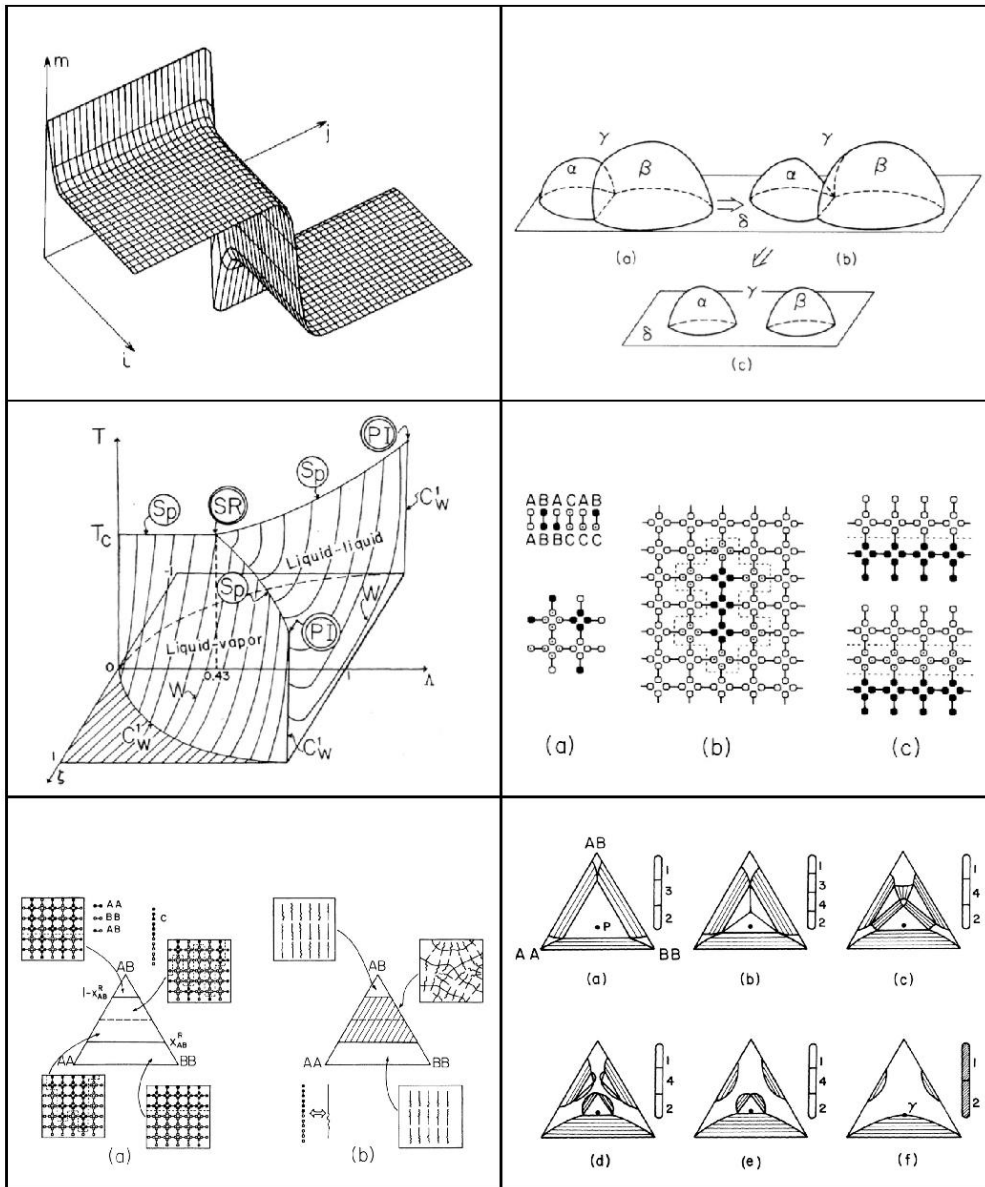 m
j
i
γ γ
α β α β
δ
(a) (b)
γ
α β
δ
(c)
T
PI
Sp
Sp SR
C'W
Tc
Liquid-liquid
Sp
W
PI
Liquid-vapor
0
0.43 1 Λ
W
C'W
C'W
1
ζ
ABACAB
ABBCCC
(a) (b) (c)
AA
BB
AB
C
AB
1-X^R_AB
X^R_AB
AA BB
(a)
AB
AA BB
(b)
AB
1
3
2
P
AA BB
(a)
1
3
4
2
(b)
1
4
2
(c)
1
4
2
(d)
1
4
2
(e)
1
2
γ
(f)